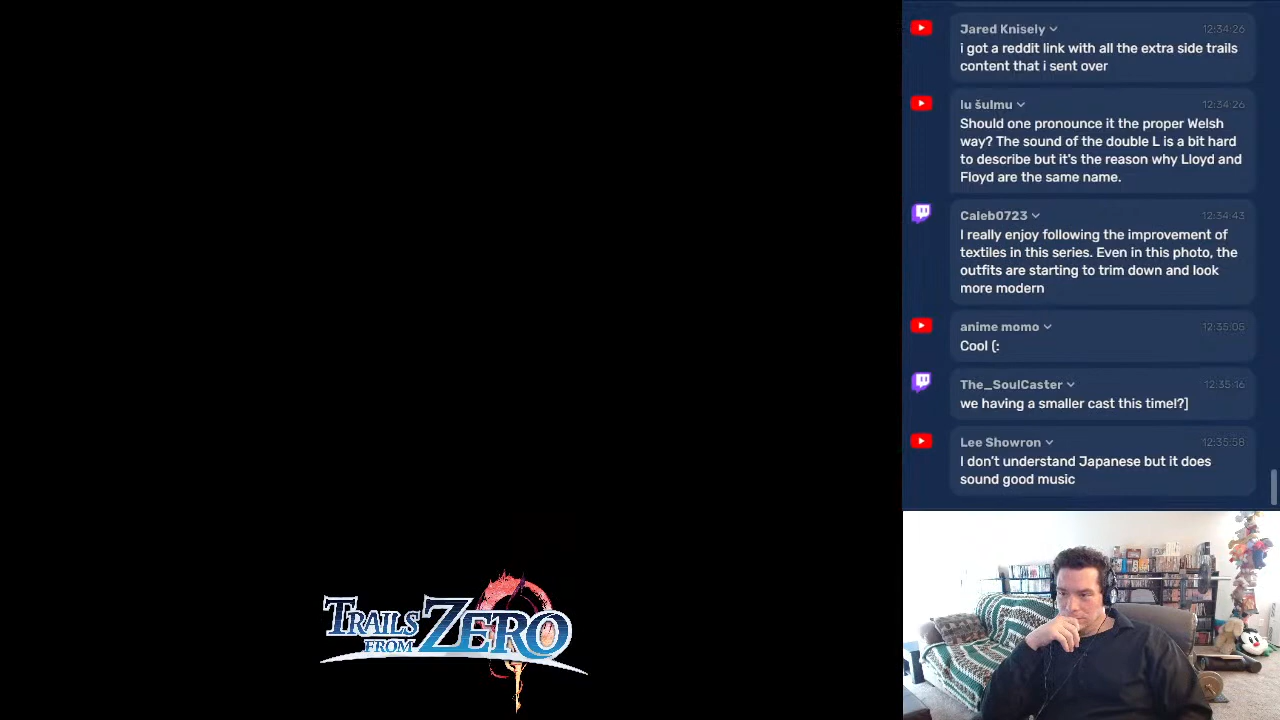 Jared Knisely
12:34:26
i got a reddit link with all the extra side trails
content that i sent over
lu šulmu
12:34:26
Should one pronounce it the proper Welsh
way? The sound of the double L is a bit hard
to describe but it's the reason why Lloyd and
Floyd are the same name.
Caleb0723
12:34:43
I really enjoy following the improvement of
textiles in this series. Even in this photo, the
outfits are starting to trim down and look
more modern
anime momo
12:35:05
Cool (:
The_SoulCaster
12:35:16
we having a smaller cast this time!?]
Lee Showron
12:35:58
I don't understand Japanese but it does
sound good music
TRAILS
FROM ZERO